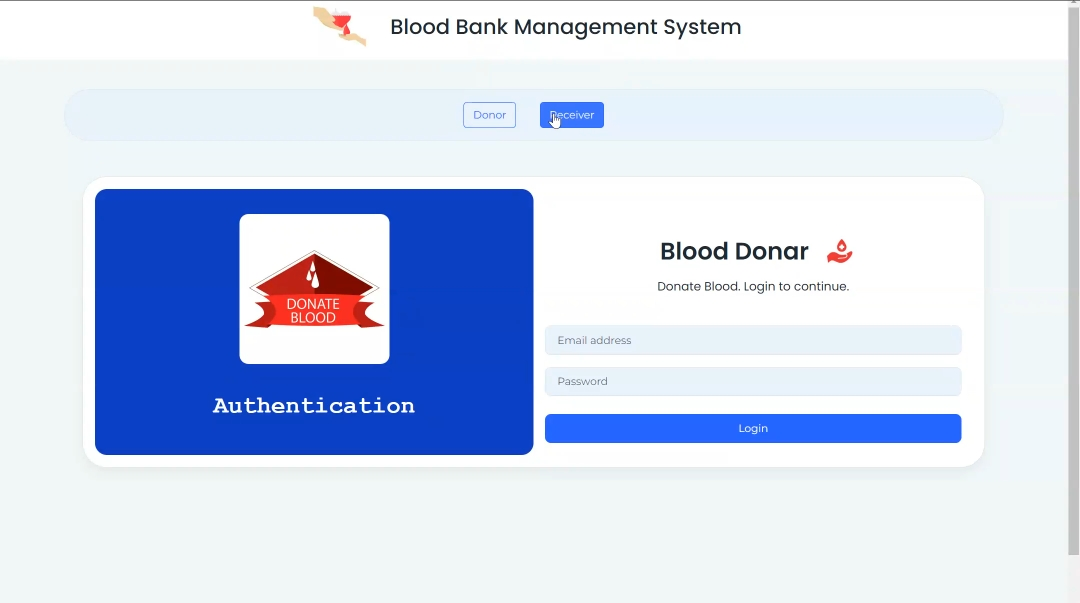 Blood Bank Management System
Donor
Receiver
DONATE
BLOOD
Authentication
Blood Donar
Donate Blood. Login to continue.
Email address
Password
Login